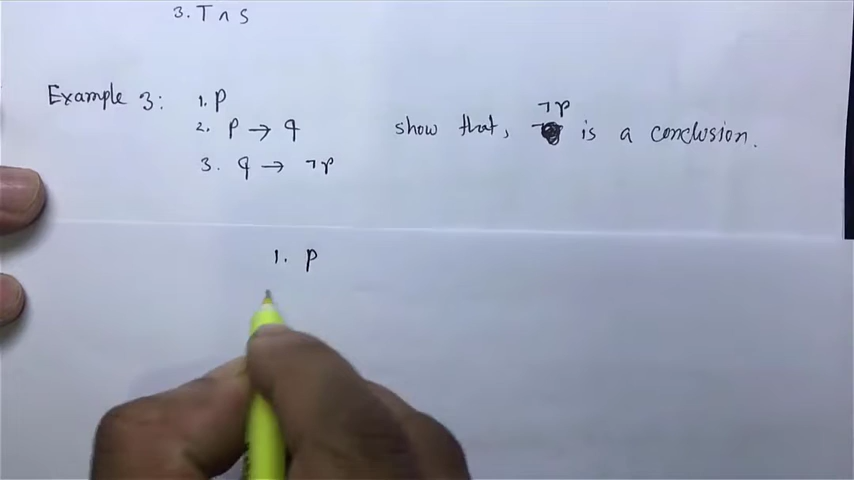 3. T ∧ S
Example 3: 1. p
2. p → q show that, ¬r is a conclusion.
3. q → ¬r
1. p